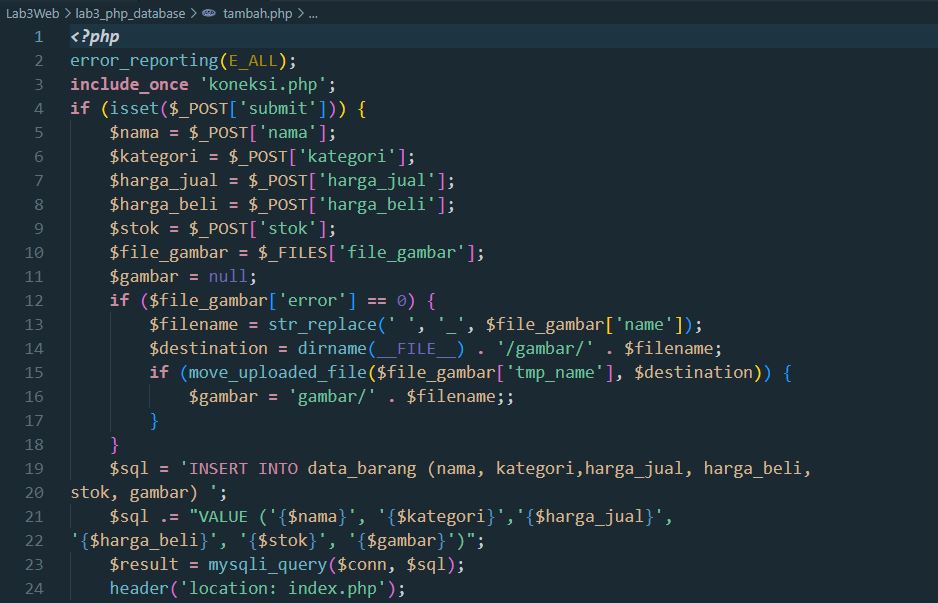 Lab3Web > lab3_php_database > tambah.php > ...
1 <?php
2 error_reporting(E_ALL);
3 include_once 'koneksi.php';
4 if (isset($_POST['submit'])) {
5 $nama = $_POST['nama'];
6 $kategori = $_POST['kategori'];
7 $harga_jual = $_POST['harga_jual'];
8 $harga_beli = $_POST['harga_beli'];
9 $stok = $_POST['stok'];
10 $file_gambar = $_FILES['file_gambar'];
11 $gambar = null;
12 if ($file_gambar['error'] == 0) {
13 $filename = str_replace(' ', '_', $file_gambar['name']);
14 $destination = dirname(__FILE__) . '/gambar/' . $filename;
15 if (move_uploaded_file($file_gambar['tmp_name'], $destination)) {
16 $gambar = 'gambar/' . $filename;;
17 }
18 }
19 $sql = 'INSERT INTO data_barang (nama, kategori,harga_jual, harga_beli,
20 stok, gambar) ';
21 $sql .= "VALUE ('{$nama}', '{$kategori}','{$harga_jual}',
22 '{$harga_beli}', '{$stok}', '{$gambar}')";
23 $result = mysqli_query($conn, $sql);
24 header('location: index.php');